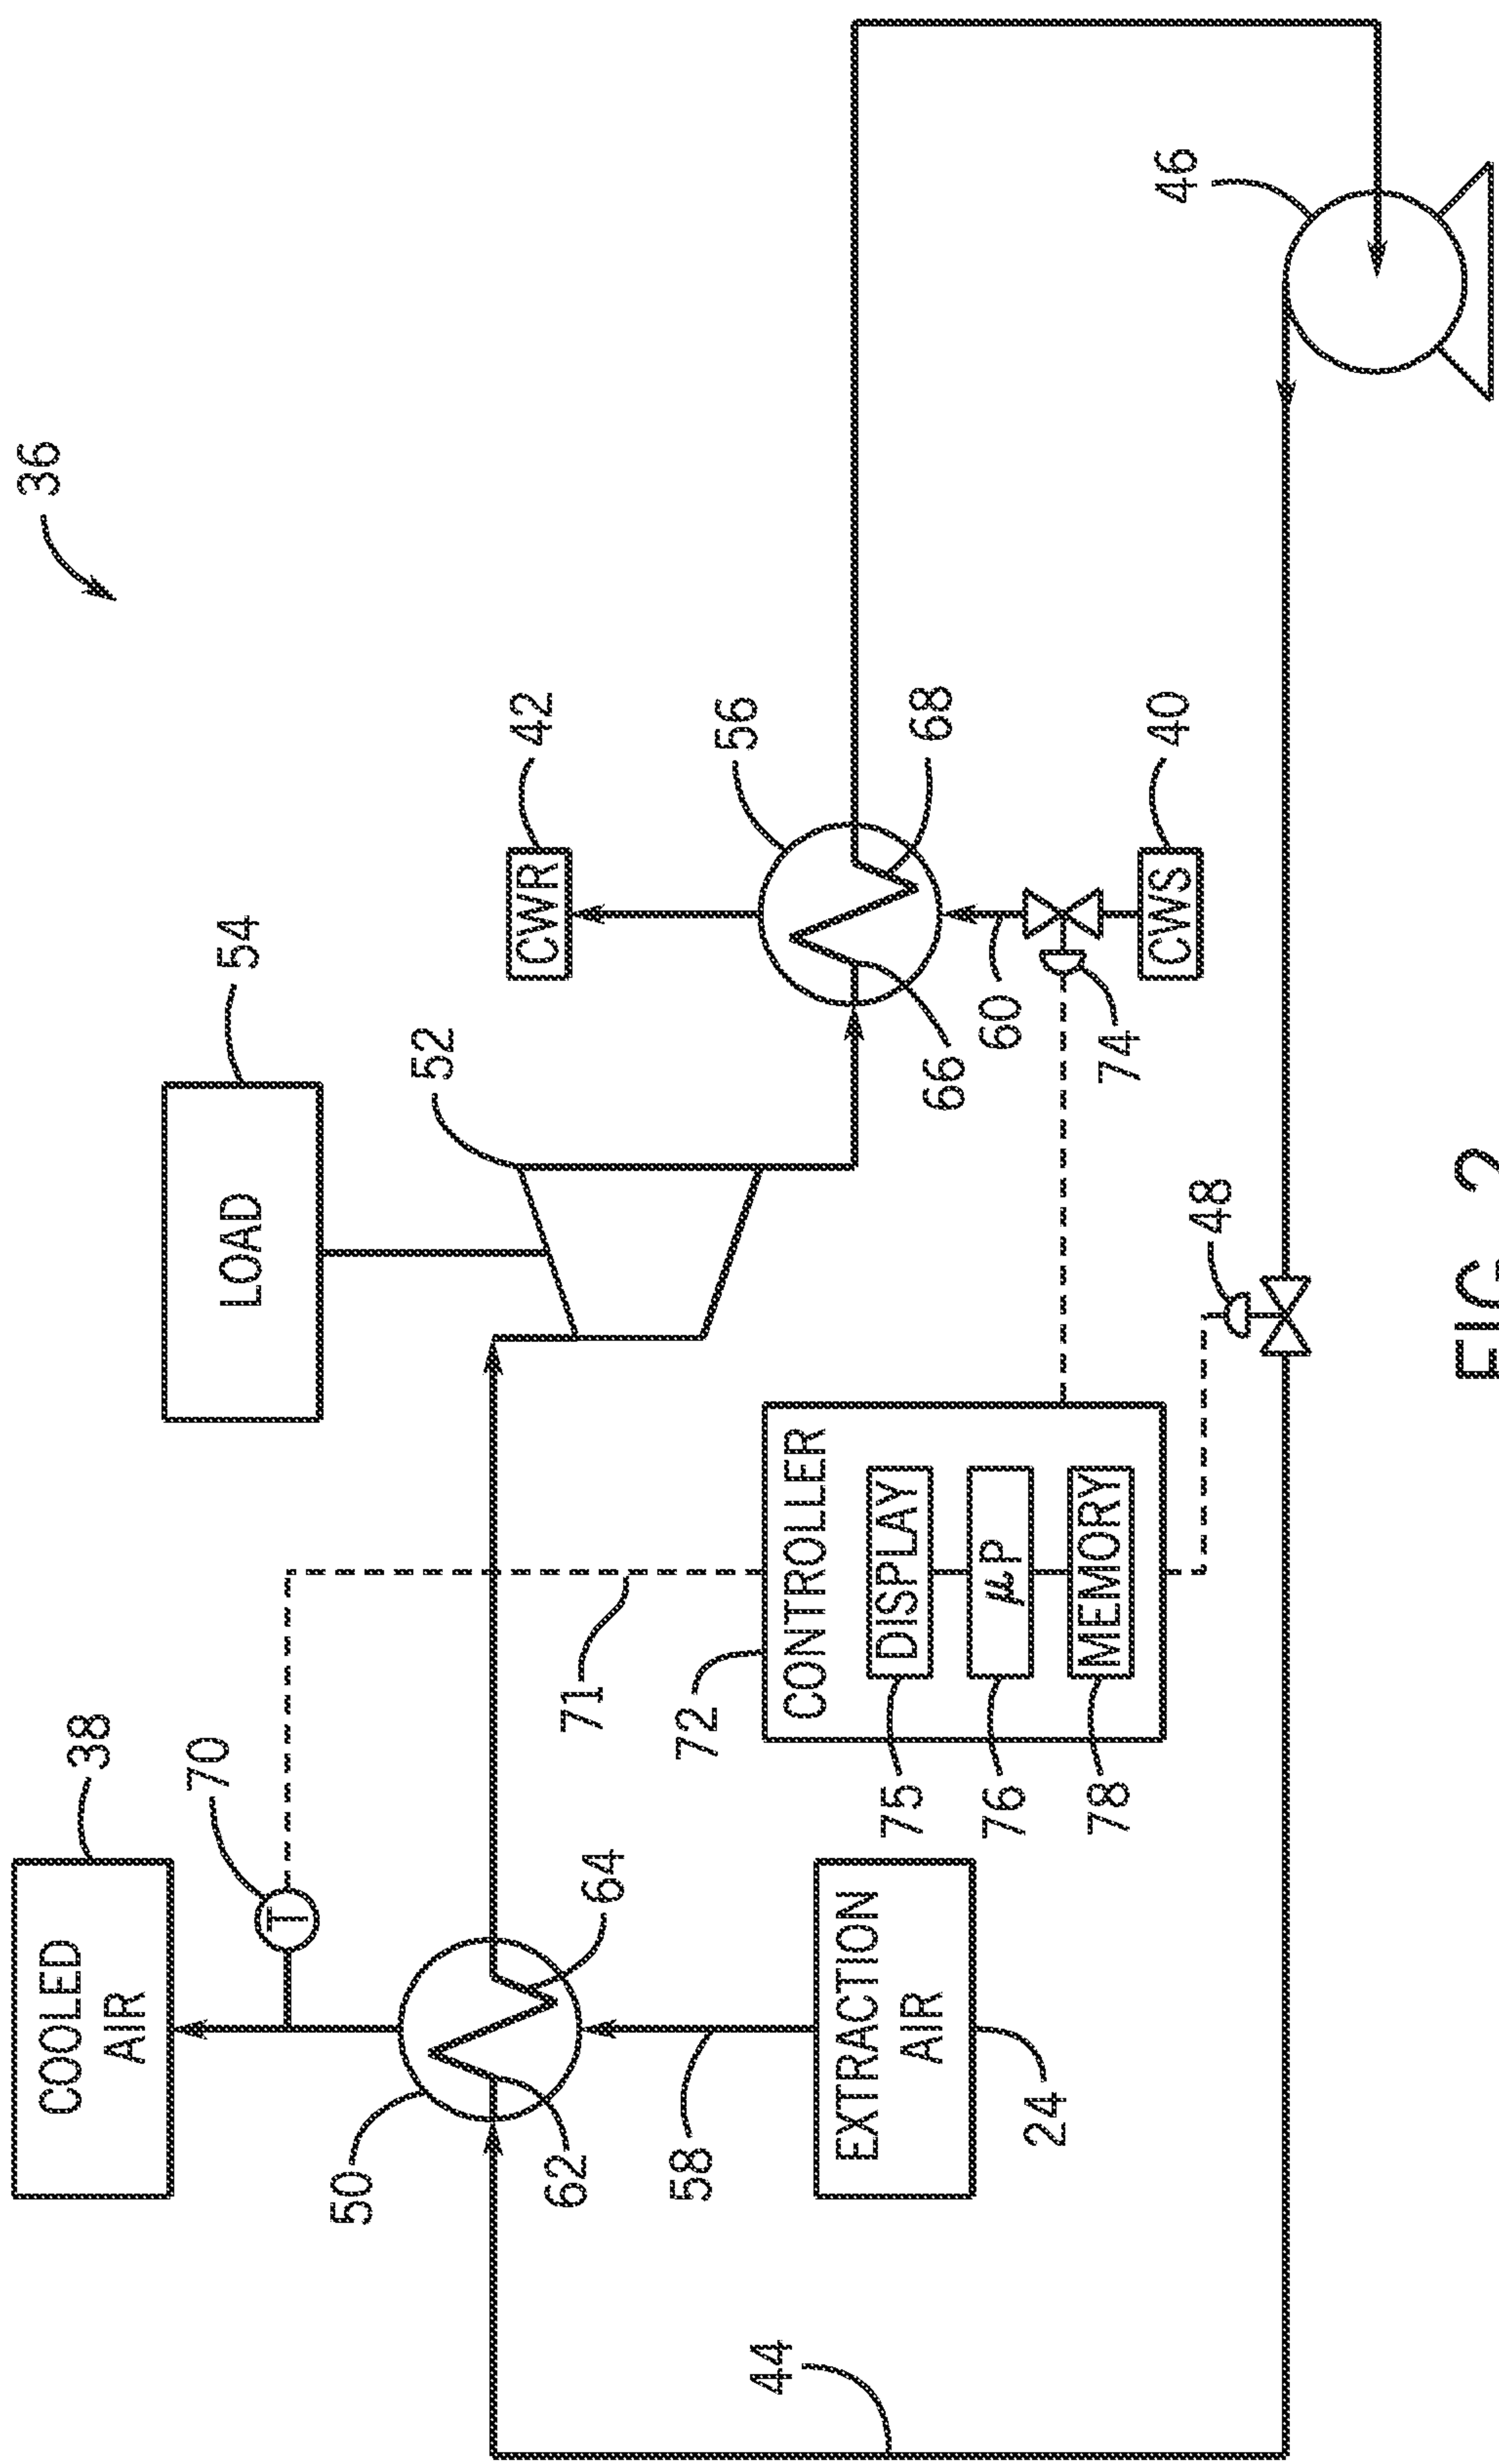 36
COOLED
AIR
38
70
T
LOAD
54
52
CWR
42
56
68
46
50
62
64
71
72
CONTROLLER
DISPLAY
75
μP
76
MEMORY
78
66
60
74
CWS
40
58
EXTRACTION
AIR
24
48
44
FIG. 2